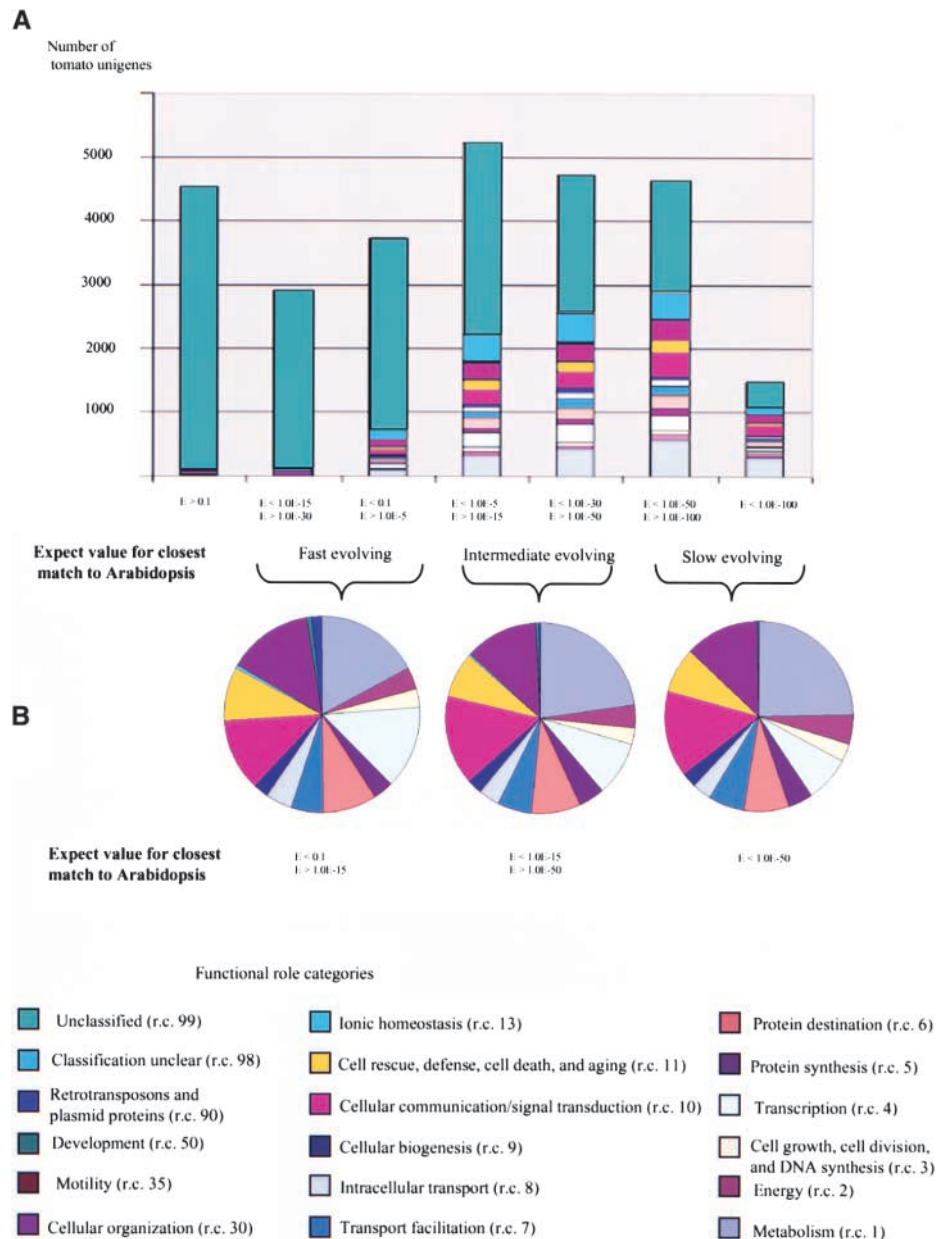 A
Number of
tomato unigenes
5000
4000
3000
2000
1000
E > 0.1
E < 1.0E-15
E > 1.0E-30
E < 0.1
E > 1.0E-5
E < 1.0E-5
E > 1.0E-15
E < 1.0E-30
E > 1.0E-50
E < 1.0E-50
E > 1.0E-100
E < 1.0E-100
Expect value for closest
match to Arabidopsis
Fast evolving
Intermediate evolving
Slow evolving
B
Expect value for closest
match to Arabidopsis
E < 0.1
E > 1.0E-15
E < 1.0E-15
E > 1.0E-50
E < 1.0E-50
Functional role categories
Unclassified (r.c. 99)
Classification unclear (r.c. 98)
Retrotransposons and
plasmid proteins (r.c. 90)
Development (r.c. 50)
Motility (r.c. 35)
Cellular organization (r.c. 30)
Ionic homeostasis (r.c. 13)
Cell rescue, defense, cell death, and aging (r.c. 11)
Cellular communication/signal transduction (r.c. 10)
Cellular biogenesis (r.c. 9)
Intracellular transport (r.c. 8)
Transport facilitation (r.c. 7)
Protein destination (r.c. 6)
Protein synthesis (r.c. 5)
Transcription (r.c. 4)
Cell growth, cell division,
and DNA synthesis (r.c. 3)
Energy (r.c. 2)
Metabolism (r.c. 1)